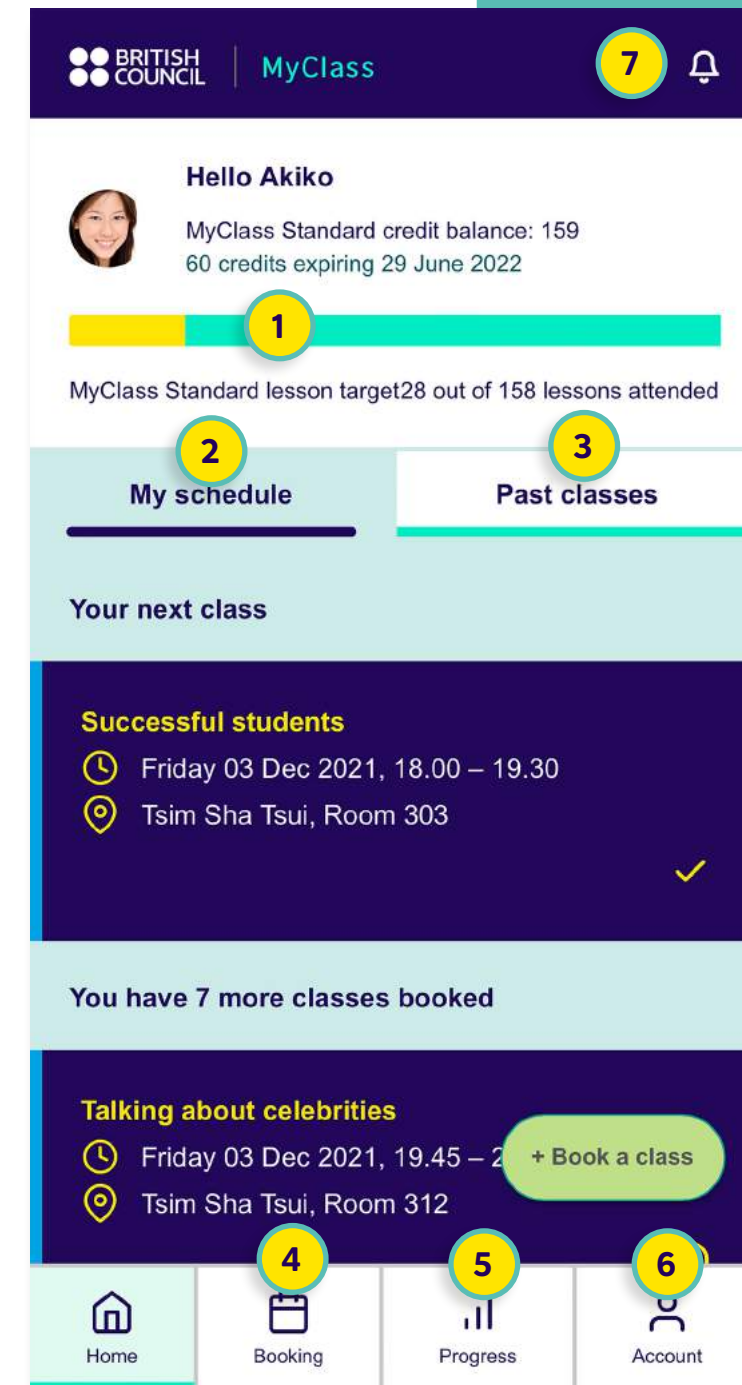 BRITISH
COUNCIL
MyClass
7
Hello Akiko
MyClass Standard credit balance: 159
60 credits expiring 29 June 2022
1
MyClass Standard lesson target28 out of 158 lessons attended
2
3
My schedule
Past classes
Your next class
Successful students
Friday 03 Dec 2021, 18.00 – 19.30
Tsim Sha Tsui, Room 303
You have 7 more classes booked
Talking about celebrities
Friday 03 Dec 2021, 19.45 – 2
+ Book a class
Tsim Sha Tsui, Room 312
4
5
6
Home
Booking
Progress
Account